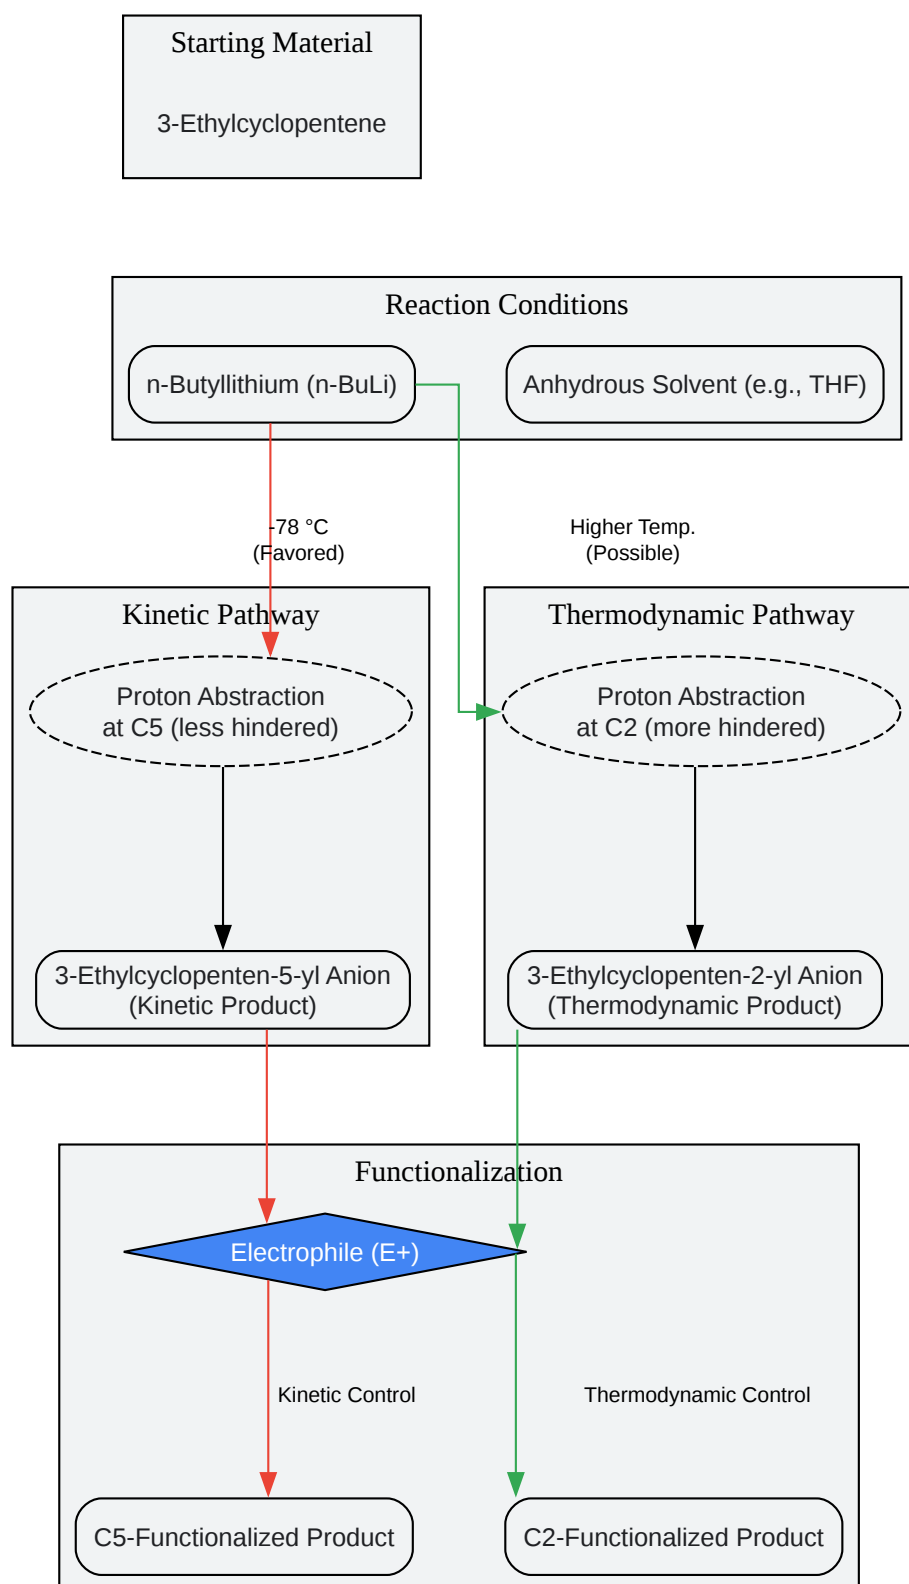 Starting Material
3-Ethylcyclopentene
Reaction Conditions
n-Butyllithium (n-BuLi)
Anhydrous Solvent (e.g., THF)
-78 °C
(Favored)
Higher Temp.
(Possible)
Kinetic Pathway
Thermodynamic Pathway
Proton Abstraction
at C5 (less hindered)
Proton Abstraction
at C2 (more hindered)
3-Ethylcyclopenten-5-yl Anion
(Kinetic Product)
3-Ethylcyclopenten-2-yl Anion
(Thermodynamic Product)
Functionalization
Electrophile (E+)
Kinetic Control
Thermodynamic Control
C5-Functionalized Product
C2-Functionalized Product